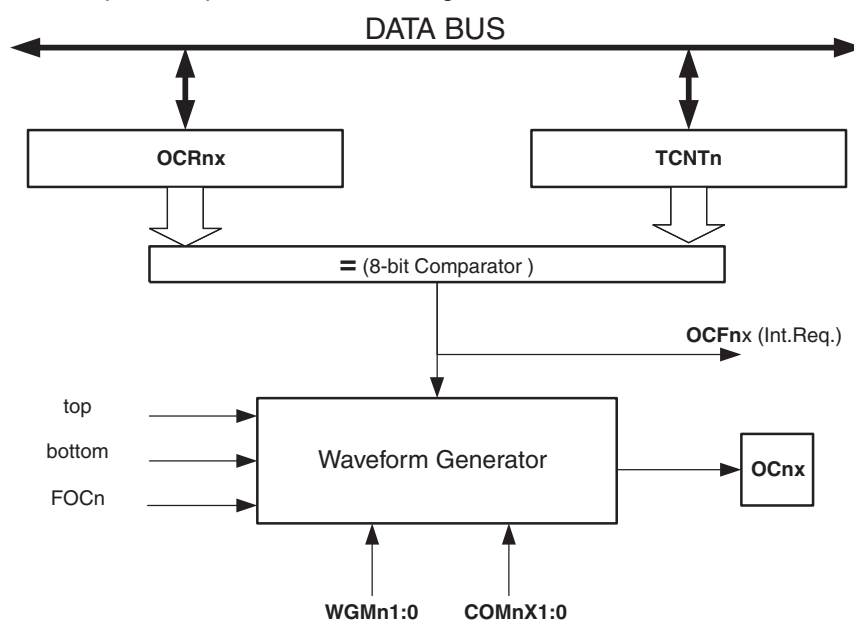 DATA BUS
OCRnx
TCNTn
= (8-bit Comparator )
OCFnx (Int.Req.)
top
bottom
FOCn
Waveform Generator
OCnx
WGMn1:0
COMnX1:0